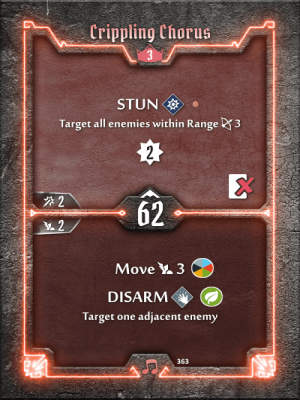 Crippling Chorus
3
STUN
Target all enemies within Range 3
2
2
62
2
Move 3
DISARM
Target one adjacent enemy
363